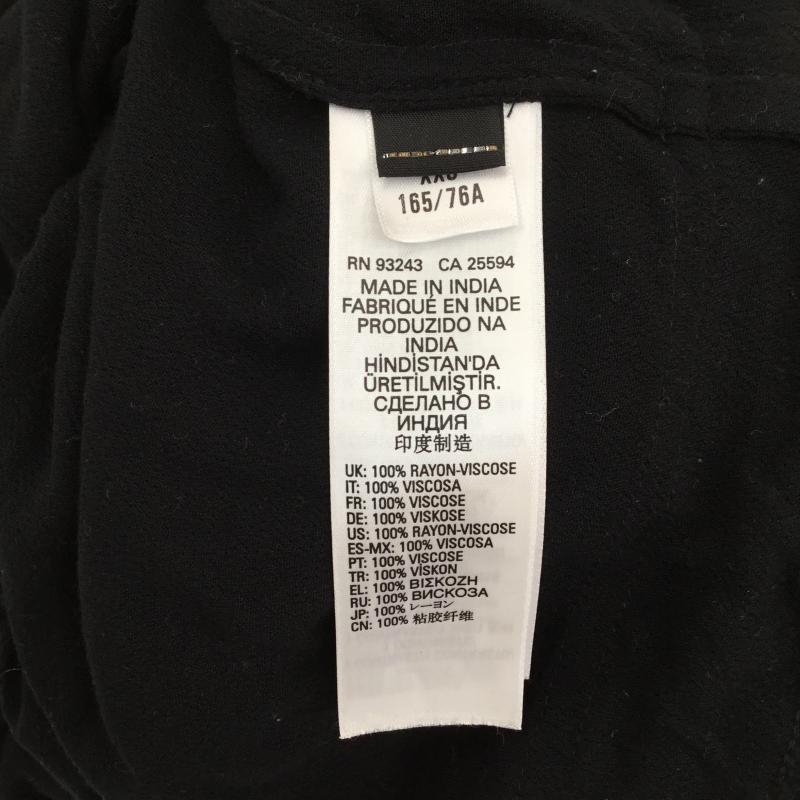 165/76A
RN 93243 CA 25594
MADE IN INDIA
FABRIQUÉ EN INDE
PRODUZIDO NA
INDIA
HİNDİSTAN'DA
ÜRETİLMİŞTİR.
СДЕЛАНО В
ИНДИЯ
印度制造
UK: 100% RAYON-VISCOSE
IT: 100% VISCOSA
FR: 100% VISCOSE
DE: 100% VISKOSE
US: 100% RAYON-VISCOSE
ES-MX: 100% VISCOSA
PT: 100% VISCOSE
TR: 100% VİSKON
EL: 100% ΒΙΣΚΟΖΗ
RU: 100% ВИСКОЗА
JP: 100% レーヨン
CN: 100% 粘胶纤维